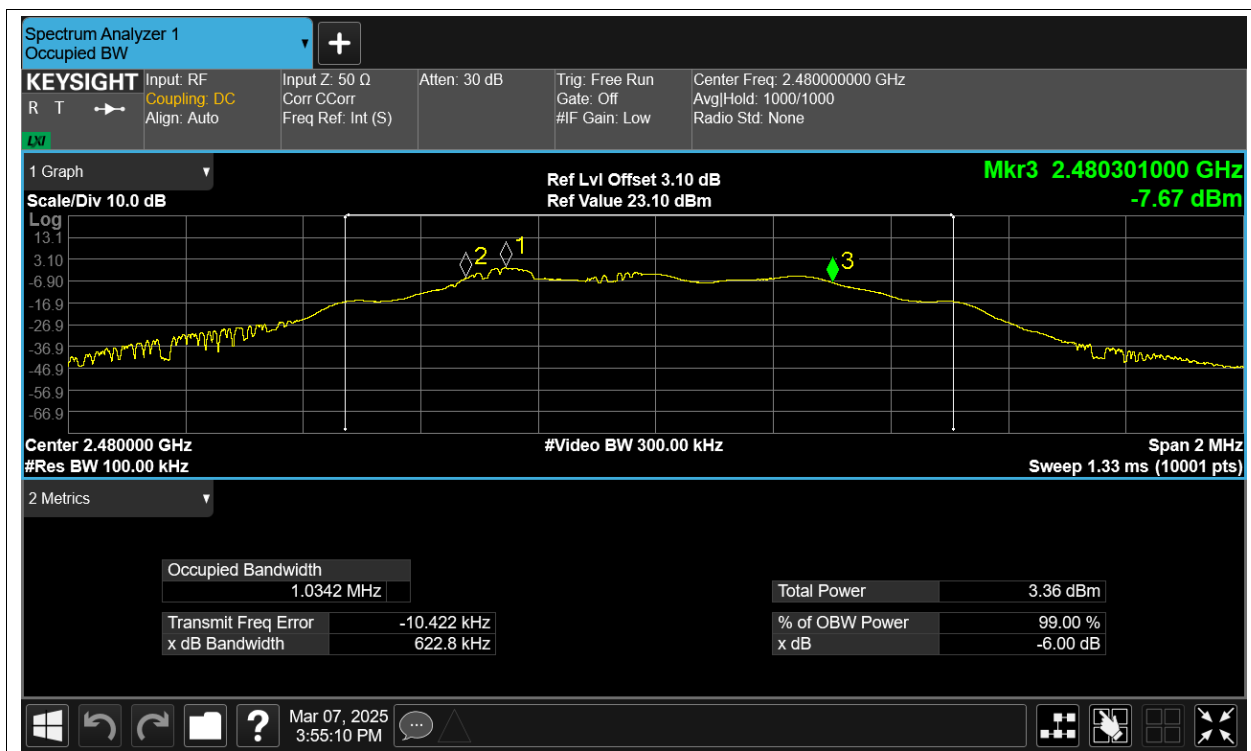 Spectrum Analyzer 1
Occupied BW
KEYSIGHT
R T
LXI
Input: RF
Coupling: DC
Align: Auto
Input Z: 50 Ω
Corr CCorr
Freq Ref: Int (S)
Atten: 30 dB
Trig: Free Run
Gate: Off
#IF Gain: Low
Center Freq: 2.480000000 GHz
Avg|Hold: 1000/1000
Radio Std: None
1 Graph
Scale/Div 10.0 dB
Ref Lvl Offset 3.10 dB
Ref Value 23.10 dBm
Mkr3 2.480301000 GHz
-7.67 dBm
Log
13.1
3.10
-6.90
-16.9
-26.9
-36.9
-46.9
-56.9
-66.9
2
1
3
Center 2.480000 GHz
#Res BW 100.00 kHz
#Video BW 300.00 kHz
Span 2 MHz
Sweep 1.33 ms (10001 pts)
2 Metrics
Occupied Bandwidth
1.0342 MHz
Transmit Freq Error -10.422 kHz
x dB Bandwidth 622.8 kHz
Total Power 3.36 dBm
% of OBW Power 99.00 %
x dB -6.00 dB
?
Mar 07, 2025
3:55:10 PM